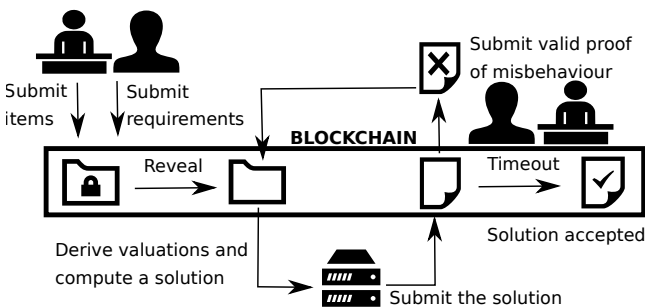 Submit valid proof
of misbehaviour
Submit
items
Submit
requirements
BLOCKCHAIN
Reveal
Timeout
Solution accepted
Derive valuations and
compute a solution
Submit the solution